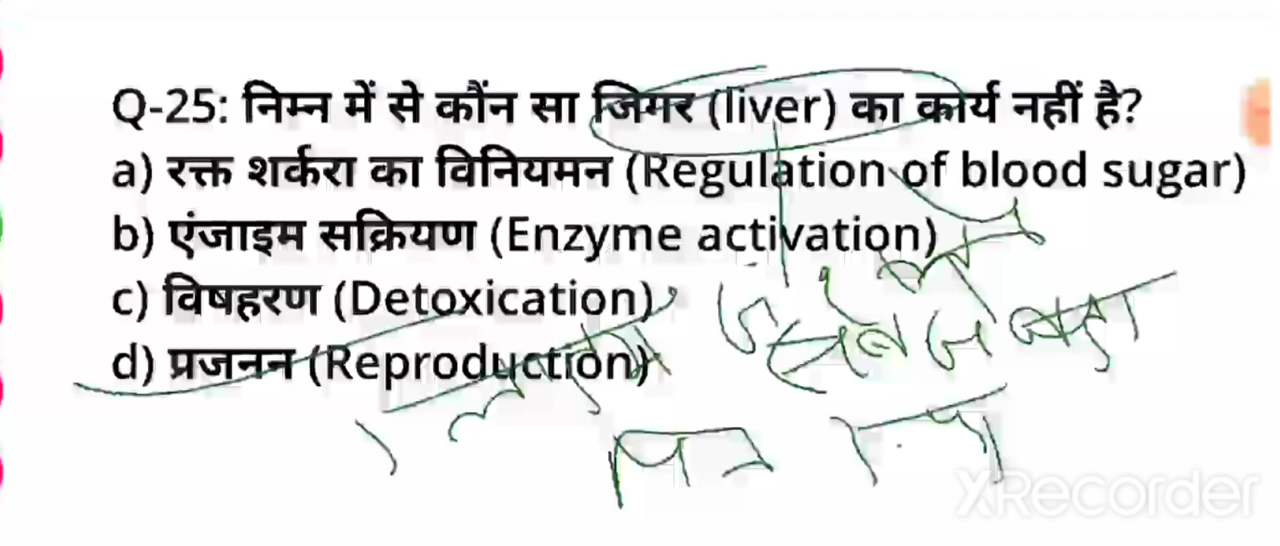 Q-25: निम्न में से कौंन सा जिगर (liver) का कार्य नहीं है?
a) रक्त शर्करा का विनियमन (Regulation of blood sugar)
b) एंजाइम सक्रियण (Enzyme activation)
c) विषहरण (Detoxication)
d) प्रजनन (Reproduction)
XRecorder